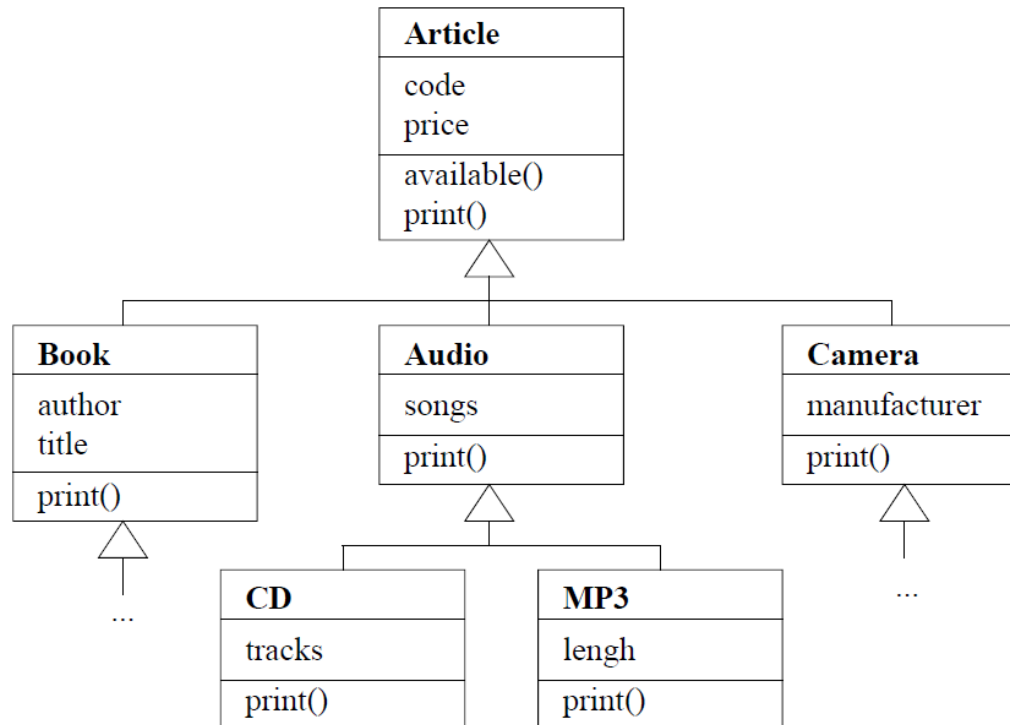 Article
code
price
available()
print()
Book
author
title
print()
...
Audio
songs
print()
Camera
manufacturer
print()
...
CD
tracks
print()
MP3
lengh
print()